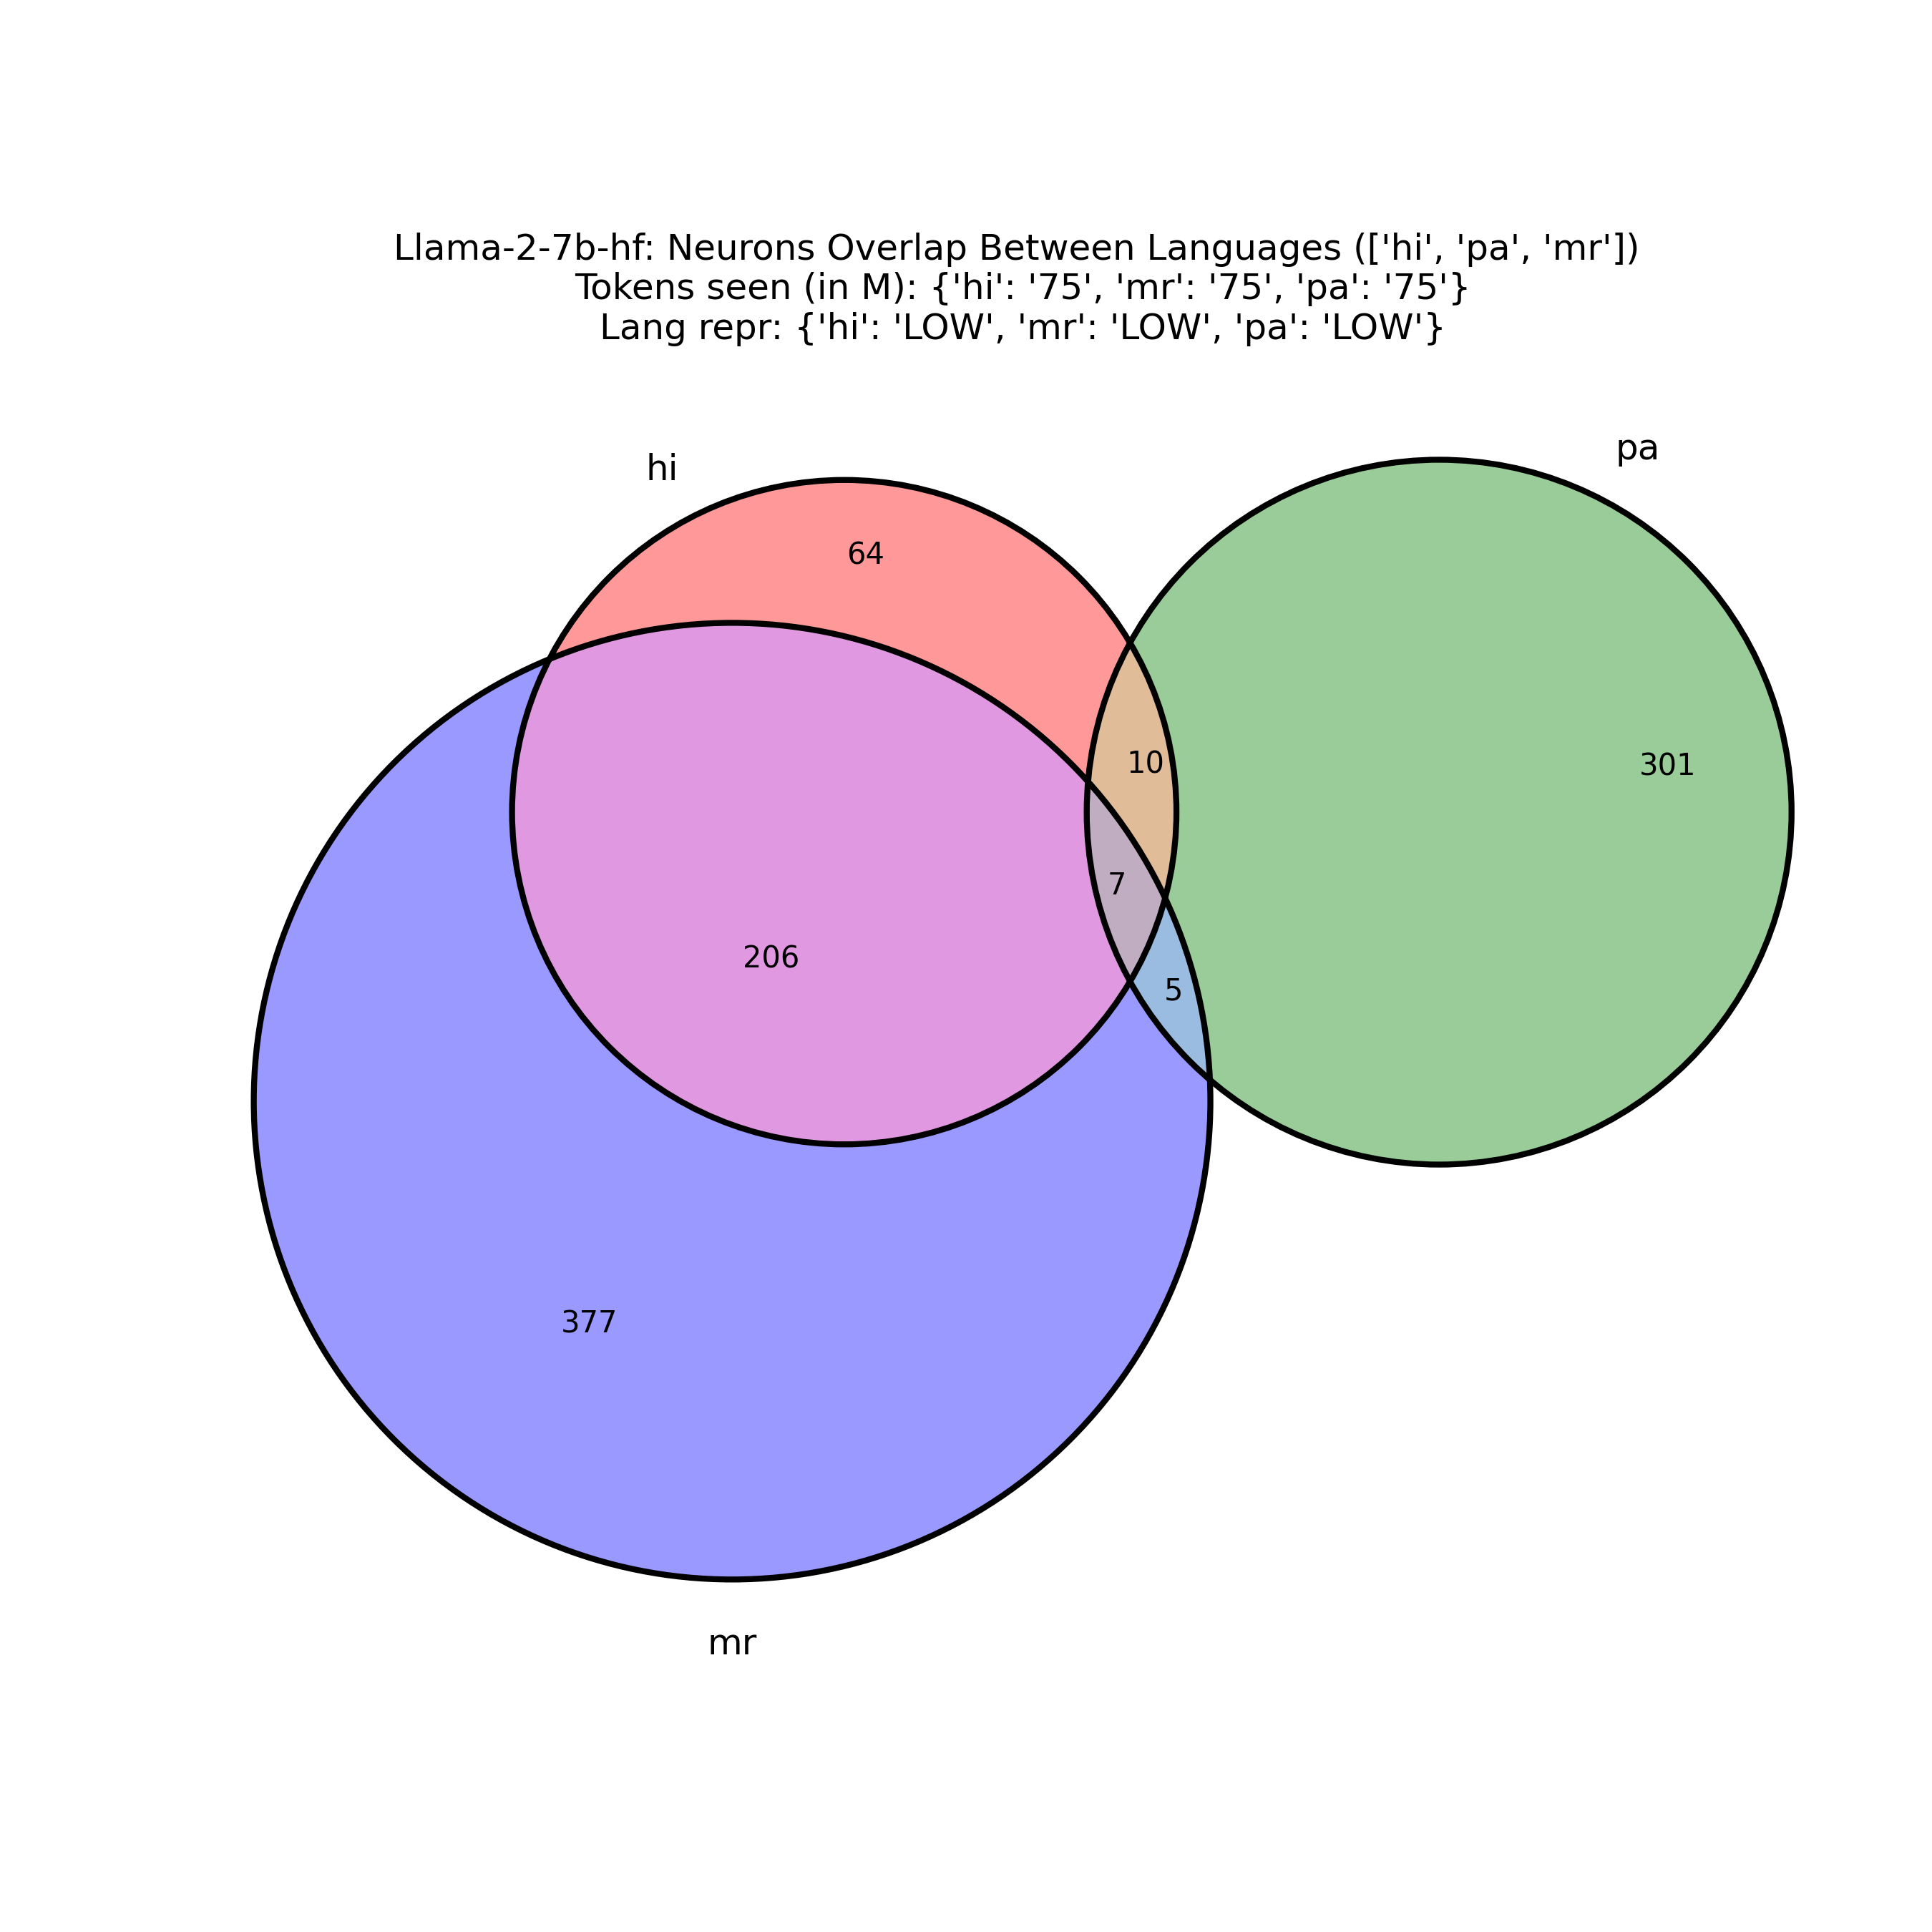 Llama-2-7b-hf: Neurons Overlap Between Languages (['hi', 'pa', 'mr'])
Tokens seen (in M): {'hi': '75', 'mr': '75', 'pa': '75'}
Lang repr: {'hi': 'LOW', 'mr': 'LOW', 'pa': 'LOW'}
hi
pa
64
10
301
7
206
5
377
mr